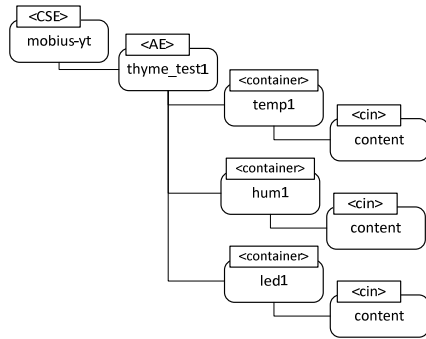 <CSE>
mobius-yt
<AE>
thyme_test1
<container>
temp1
<cin>
content
<container>
hum1
<cin>
content
<container>
led1
<cin>
content